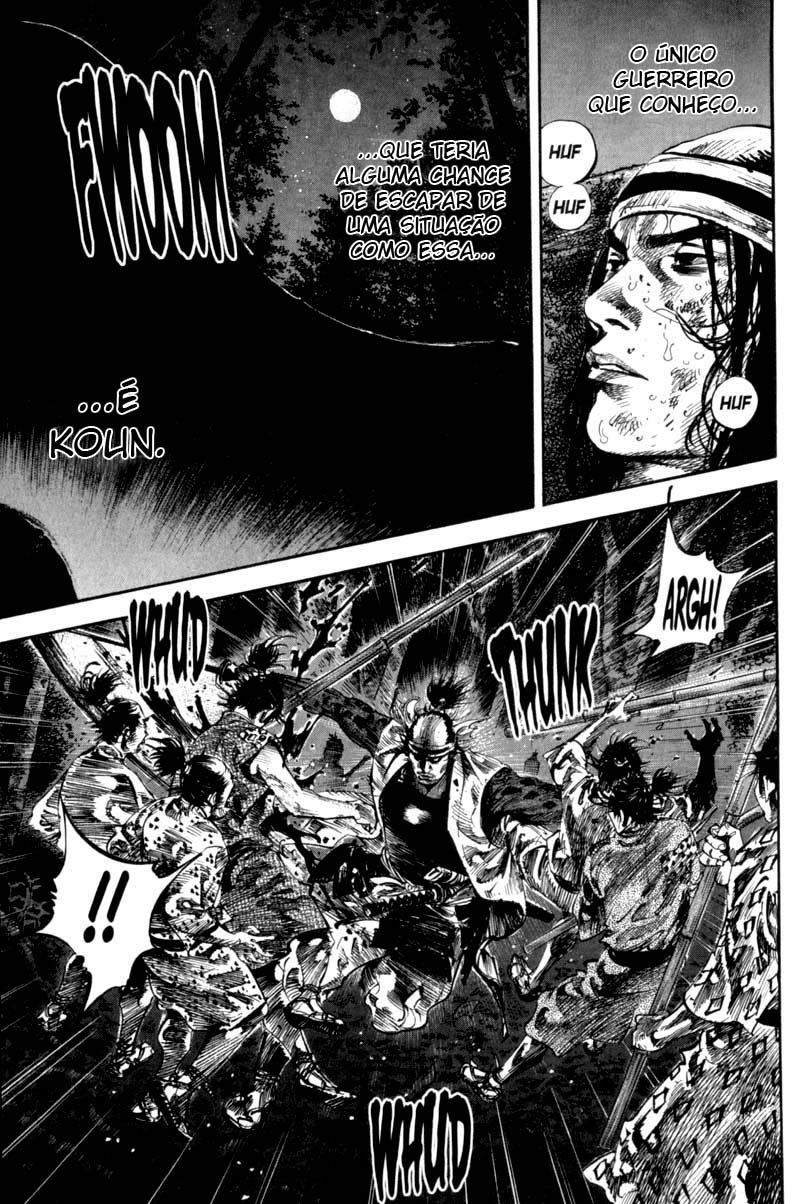 O ÚNICO
GUERREIRO
QUE CONHEÇO...
HUF
HUF
HUF
...QUE TERIA
ALGUMA CHANCE
DE ESCAPAR DE
UMA SITUAÇÃO
COMO ESSA...
FWOOM
...É
KOUN.
ARGH!
THUNK
WHUD
!!
WHUD